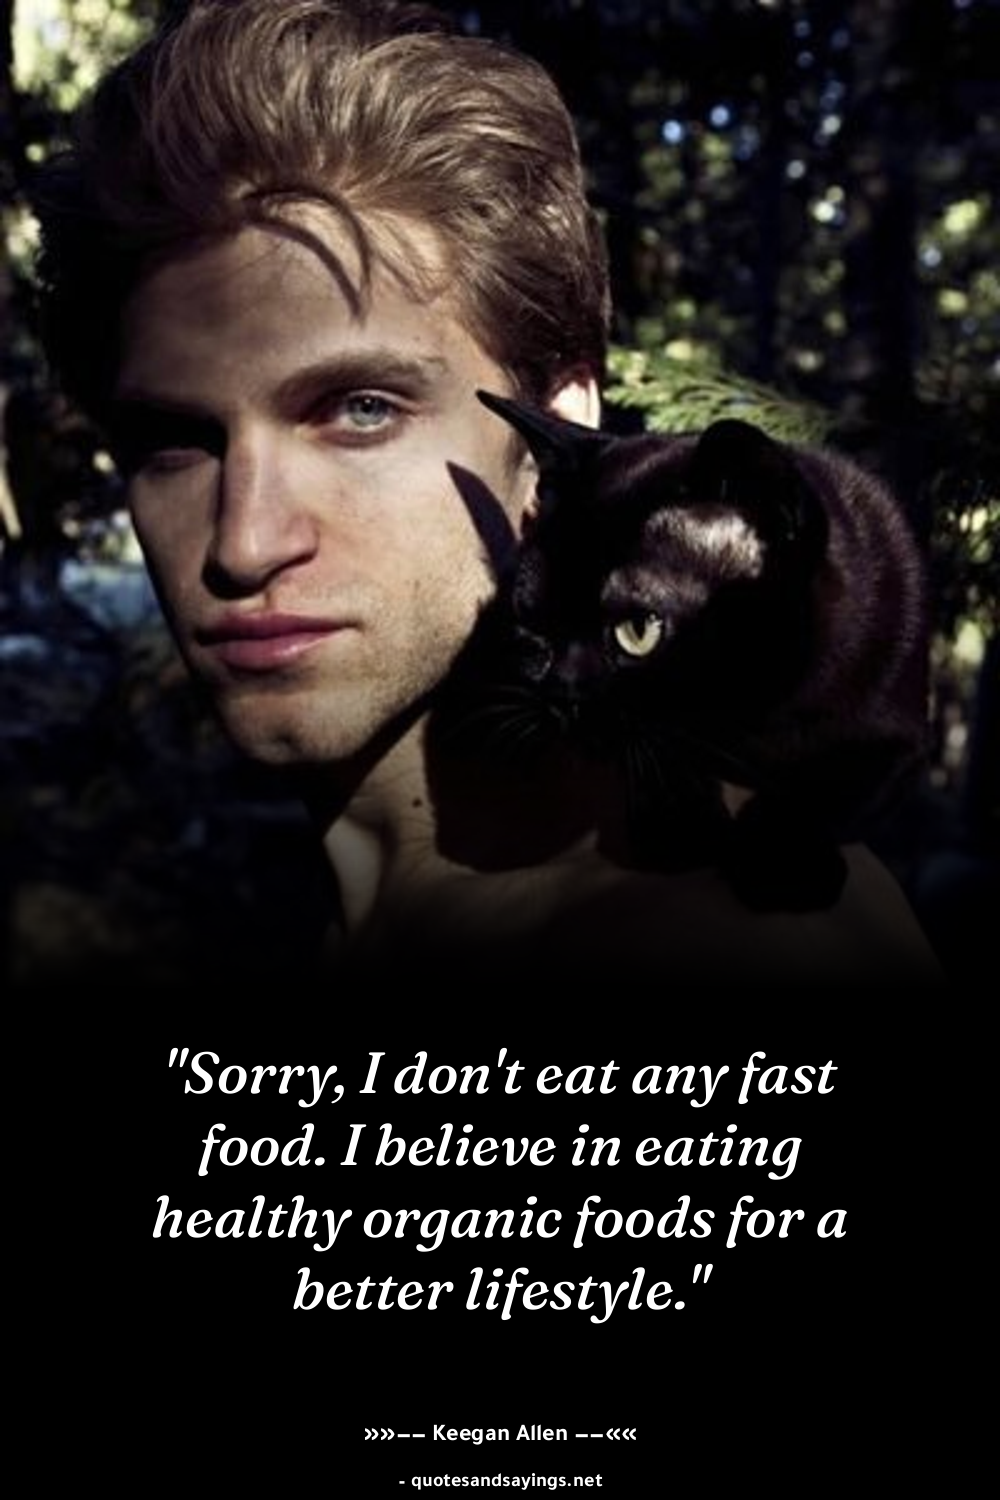 "Sorry, I don't eat any fast
food. I believe in eating
healthy organic foods for a
better lifestyle."
»»–– Keegan Allen ––««
- quotesandsayings.net